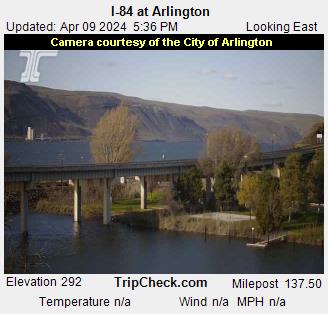 I-84 at Arlington
Updated: Apr 09 2024 5:36 PM Looking East
Camera courtesy of the City of Arlington
Elevation 292 TripCheck.com Milepost 137.50
Temperature n/a Wind n/a MPH n/a